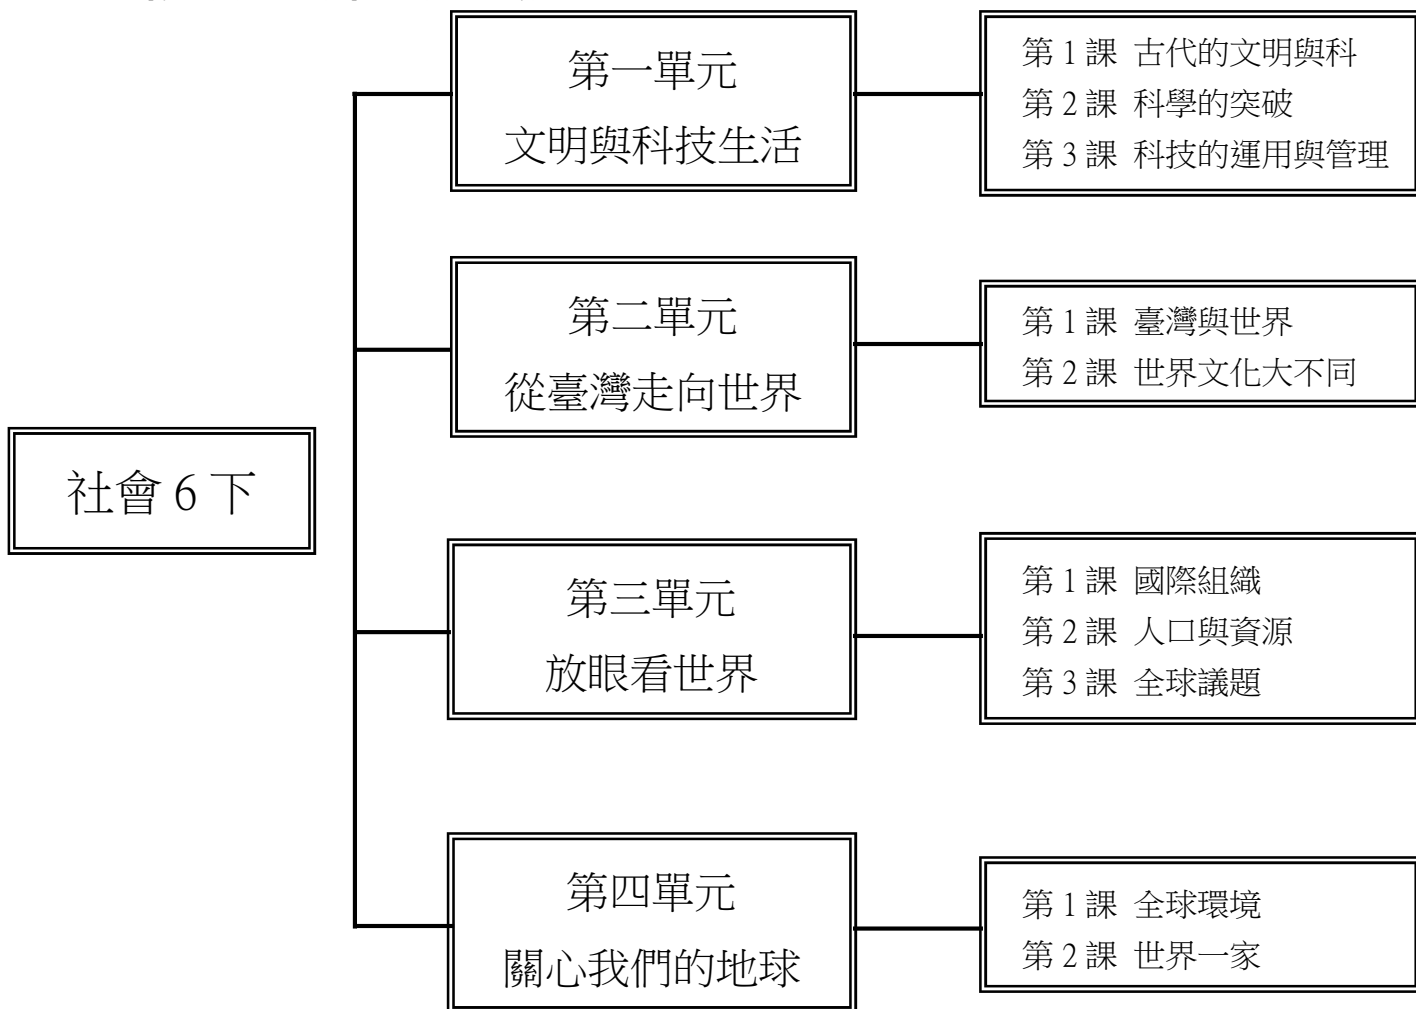 社會 6 下
第一單元
文明與科技生活
第 1 課 古代的文明與科
第 2 課 科學的突破
第 3 課 科技的運用與管理
第二單元
從臺灣走向世界
第 1 課 臺灣與世界
第 2 課 世界文化大不同
第三單元
放眼看世界
第 1 課 國際組織
第 2 課 人口與資源
第 3 課 全球議題
第四單元
關心我們的地球
第 1 課 全球環境
第 2 課 世界一家